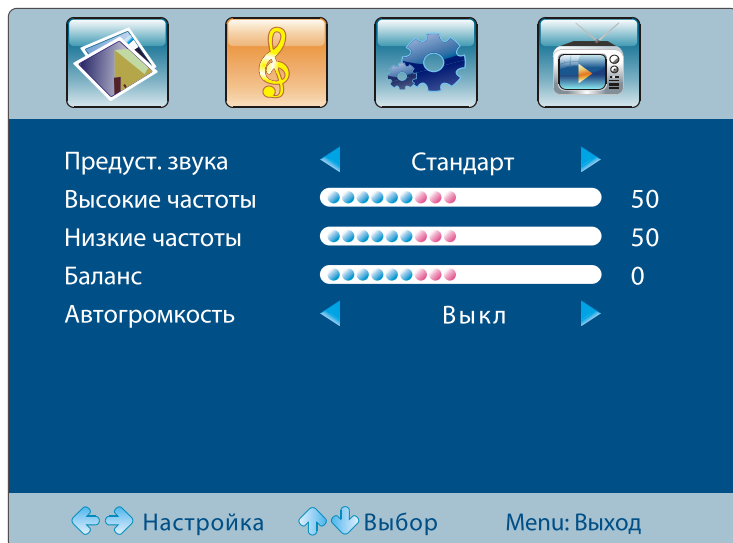 Предуст. звука Стандарт
Высокие частоты 50
Низкие частоты 50
Баланс 0
Автогромкость Выкл
Настройка Выбор Menu: Выход